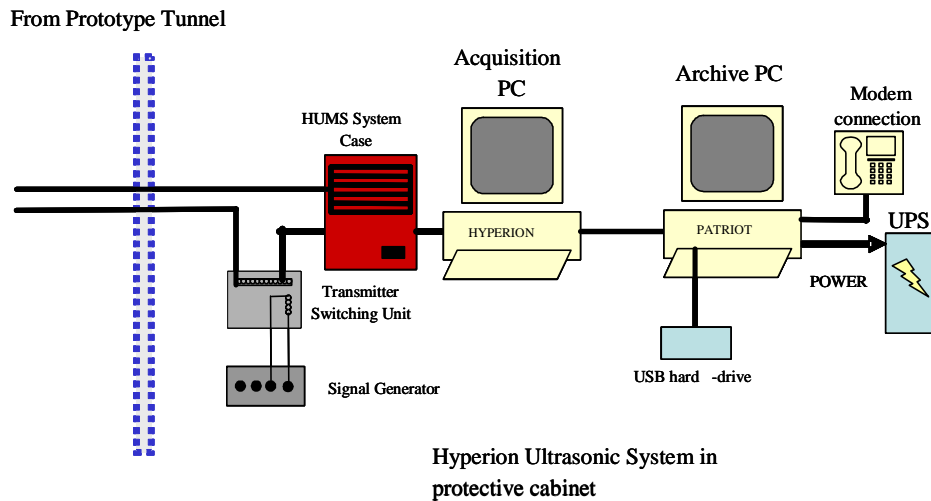 From Prototype Tunnel
Acquisition
PC
Archive PC
Modem
connection
HUMS System
Case
UPS
HYPERION
PATRIOT
POWER
Transmitter
Switching Unit
USB hard -drive
Signal Generator
Hyperion Ultrasonic System in
protective cabinet